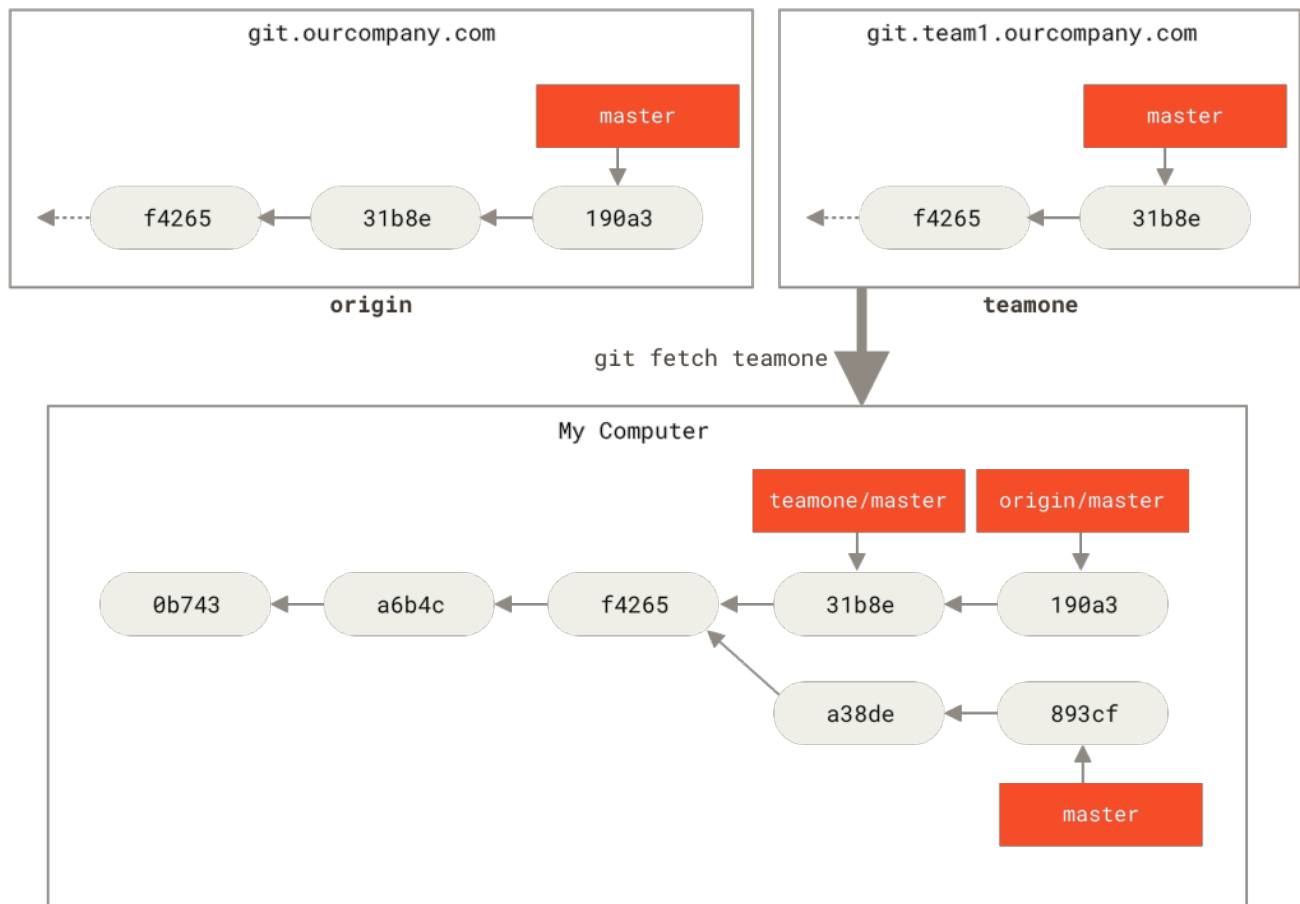 git.ourcompany.com
git.team1.ourcompany.com
master
master
f4265
31b8e
190a3
f4265
31b8e
origin
teamone
git fetch teamone
My Computer
teamone/master
origin/master
0b743
a6b4c
f4265
31b8e
190a3
a38de
893cf
master